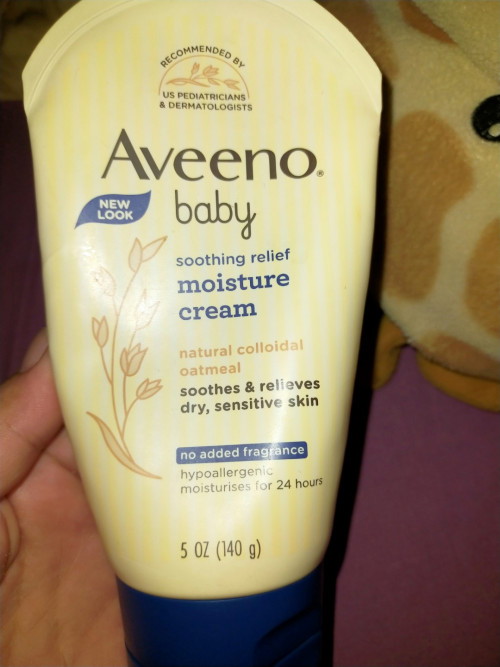 RECOMMENDED BY
US PEDIATRICIANS
& DERMATOLOGISTS
Aveeno®
NEW
LOOK
baby
soothing relief
moisture
cream
natural colloidal
oatmeal
soothes & relieves
dry, sensitive skin
no added fragrance
hypoallergenic
moisturises for 24 hours
5 OZ (140 g)